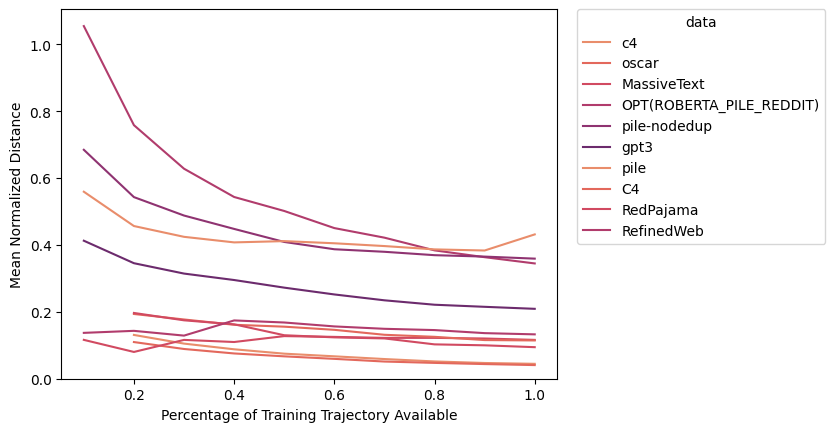 data
c4
oscar
MassiveText
OPT(ROBERTA_PILE_REDDIT)
pile-nodedup
gpt3
pile
C4
RedPajama
RefinedWeb
Mean Normalized Distance
1.0
0.8
0.6
0.4
0.2
0.0
0.2 0.4 0.6 0.8 1.0
Percentage of Training Trajectory Available